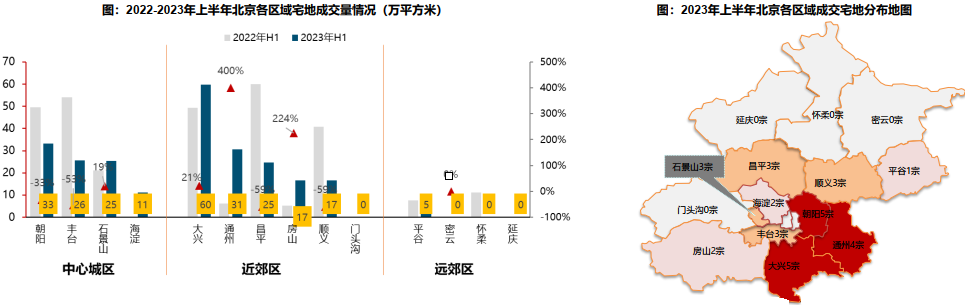 图：2022-2023年上半年北京各区域宅地成交量情况（万平方米）
2022年H1 2023年H1
70
60
50
40
30
20
10
0
500%
400%
300%
200%
100%
0%
-100%
-33%
-53%
19%
21%
400%
-59%
224%
-59%
33 26 25 11 60 31 25 17 17 0 5 0 0 0
朝阳 丰台 石景山 海淀 大兴 通州 昌平 房山 顺义 门头沟 平谷 密云 怀柔 延庆
中心城区 近郊区 远郊区
图：2023年上半年北京各区域成交宅地分布地图
延庆0宗
怀柔0宗
密云0宗
石景山3宗
昌平3宗
顺义3宗
平谷1宗
门头沟0宗
海淀2宗
朝阳5宗
丰台3宗
通州4宗
房山2宗
大兴5宗